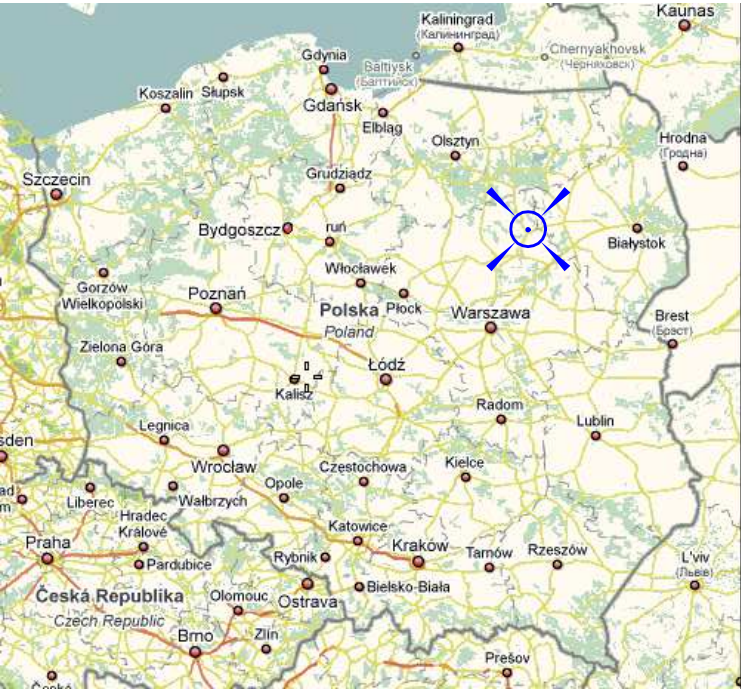 Kaunas
Kaliningrad
(Калининград)
Gdynia
Baltiysk
(Балтийск)
Chernyakhovsk
(Черняховск)
Koszalin
Słupsk
Gdańsk
Elbląg
Olsztyn
Hrodna
(Гродна)
Szczecin
Grudziadz
Bydgoszcz
ruń
Białystok
Włocławek
Gorzów
Wielkopolski
Poznań
Polska
Poland
Płock
Warszawa
Brest
(Брэст)
Zielona Góra
Łódź
Kalisz
Radom
Legnica
Lublin
sden
Wrocław
Częstochowa
Kielce
Opole
ad
m
Liberec
Wałbrzych
Hradec
Králové
Katowice
Praha
Kraków
Tarnów
Rzeszów
Rybnik
L'viv
(Львів)
Pardubice
Bielsko-Biała
Česká Republika
Czech Republic
Olomouc
Ostrava
Brno
Zlín
Prešov